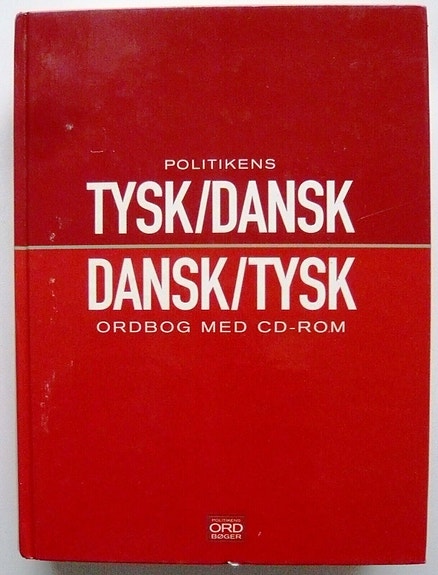 POLITIKENS
TYSK/DANSK
DANSK/TYSK
ORDBOG MED CD-ROM
POLITIKENS
ORD
BØGER